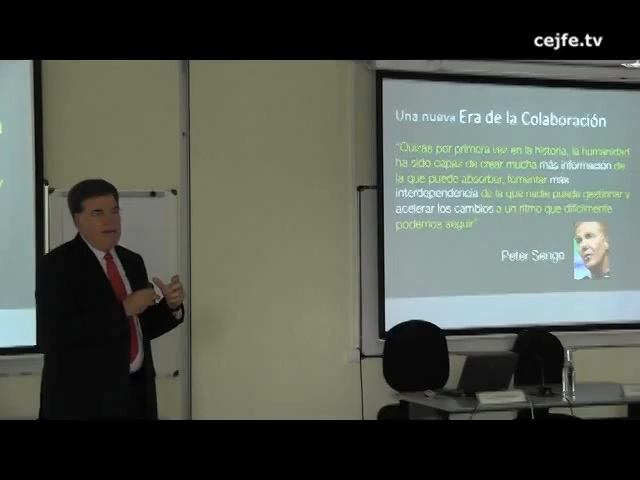 cejfe.tv
Una nueva Era de la Colaboración
"Quizás por primera vez en la historia, la humanidad
ha sido capaz de crear mucha más información de
la que puede absorber, fomentar más
interdependencia de la que nadie puede gestionar y
acelerar los cambios a un ritmo que difícilmente
podemos seguir"
Peter Senge